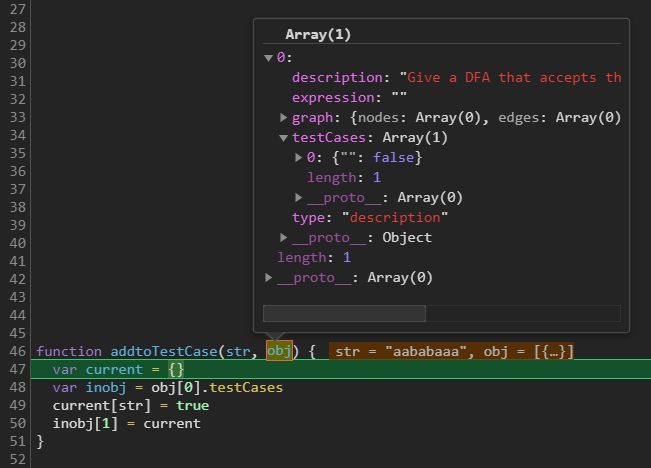 27
28
29
30
31
32
33
34
35
36
37
38
39
40
41
42
43
44
45
Array(1)
0:
description: "Give a DFA that accepts th
expression: ""
graph: {nodes: Array(0), edges: Array(0)
testCases: Array(1)
0: {"": false}
length: 1
__proto__: Array(0)
type: "description"
__proto__: Object
length: 1
__proto__: Array(0)
46 function addtoTestCase(str, obj) { str = "aababaaa", obj = [{…}]
47 var current = {}
48 var inobj = obj[0].testCases
49 current[str] = true
50 inobj[1] = current
51 }
52